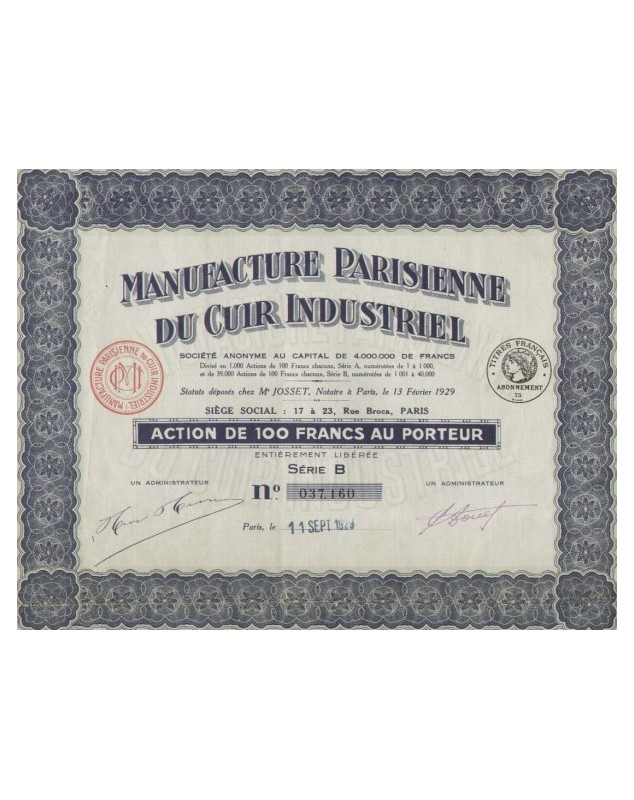 MANUFACTURE PARISIENNE
DU CUIR INDUSTRIEL
SOCIÉTÉ ANONYME AU CAPITAL DE 4.000.000 DE FRANCS
Divisé en 1.000 Actions de 100 Francs chacune, Série A, numérotées de 1 à 1 000,
et de 39.000 Actions de 100 Francs chacune, Série B, numérotées de 1 001 à 40.000
Statuts déposés chez Me JOSSET, Notaire à Paris, le 13 Février 1929
SIÈGE SOCIAL : 17 à 23, Rue Broca, PARIS
MANUFACTURE PARISIENNE DU CUIR INDUSTRIEL
TITRES FRANÇAIS
ABONNEMENT
75
ACTION DE 100 FRANCS AU PORTEUR
ENTIÈREMENT LIBÉRÉE
SÉRIE B
UN ADMINISTRATEUR
no. 037,160
UN ADMINISTRATEUR
Paris, le 11 SEPT 1929